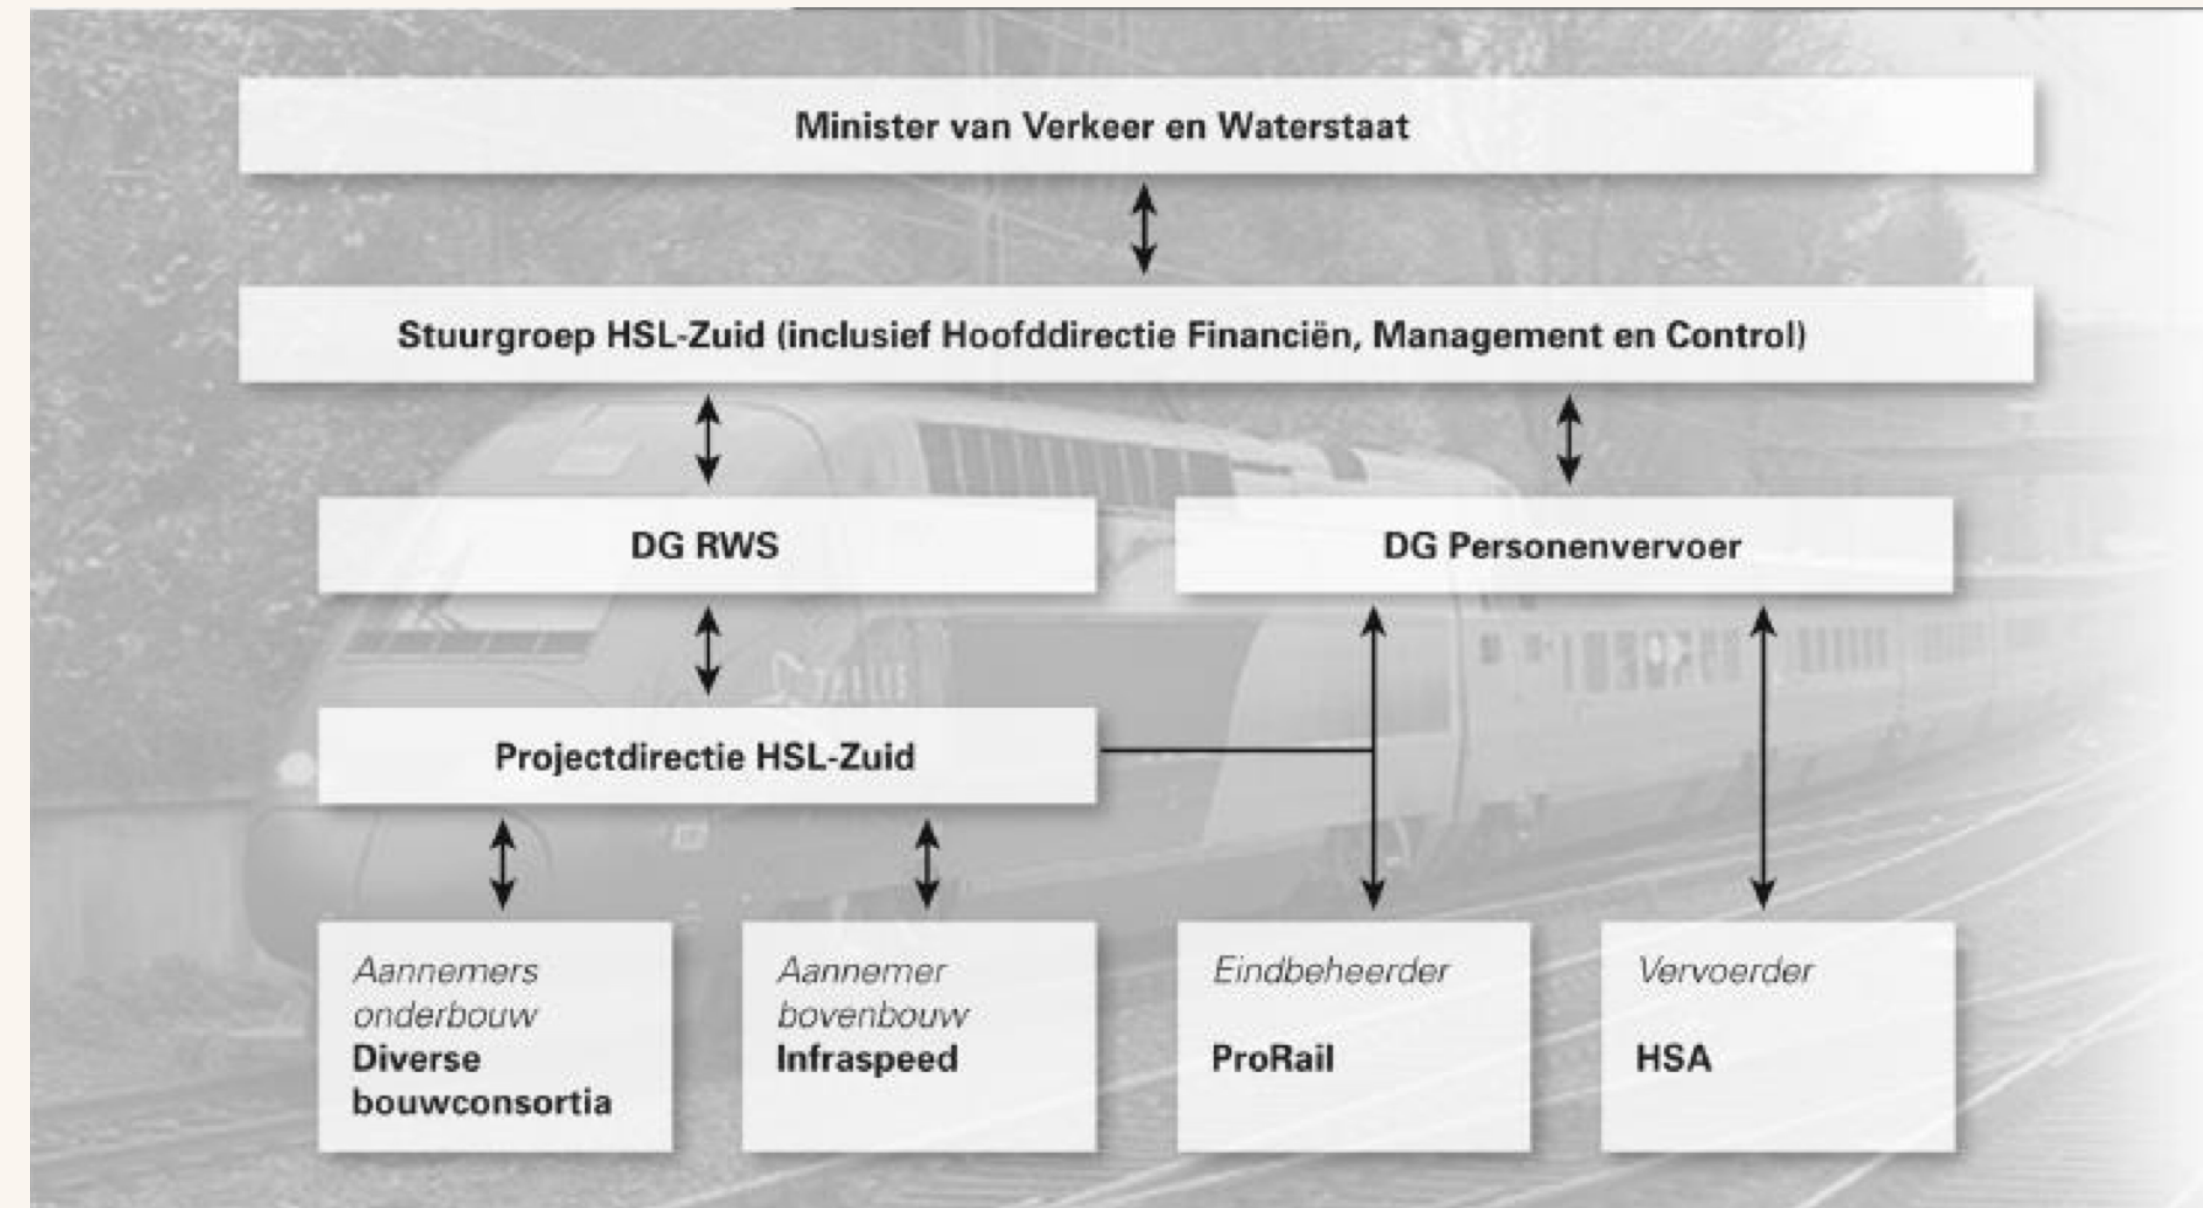 Minister van Verkeer en Waterstaat
Stuurgroep HSL-Zuid (inclusief Hoofddirectie Financiën, Management en Control)
DG RWS
DG Personenvervoer
THALYS
Projectdirectie HSL-Zuid
Aannemers
onderbouw
Diverse
bouwconsortia
Aannemer
bovenbouw
Infraspeed
Eindbeheerder
ProRail
Vervoerder
HSA